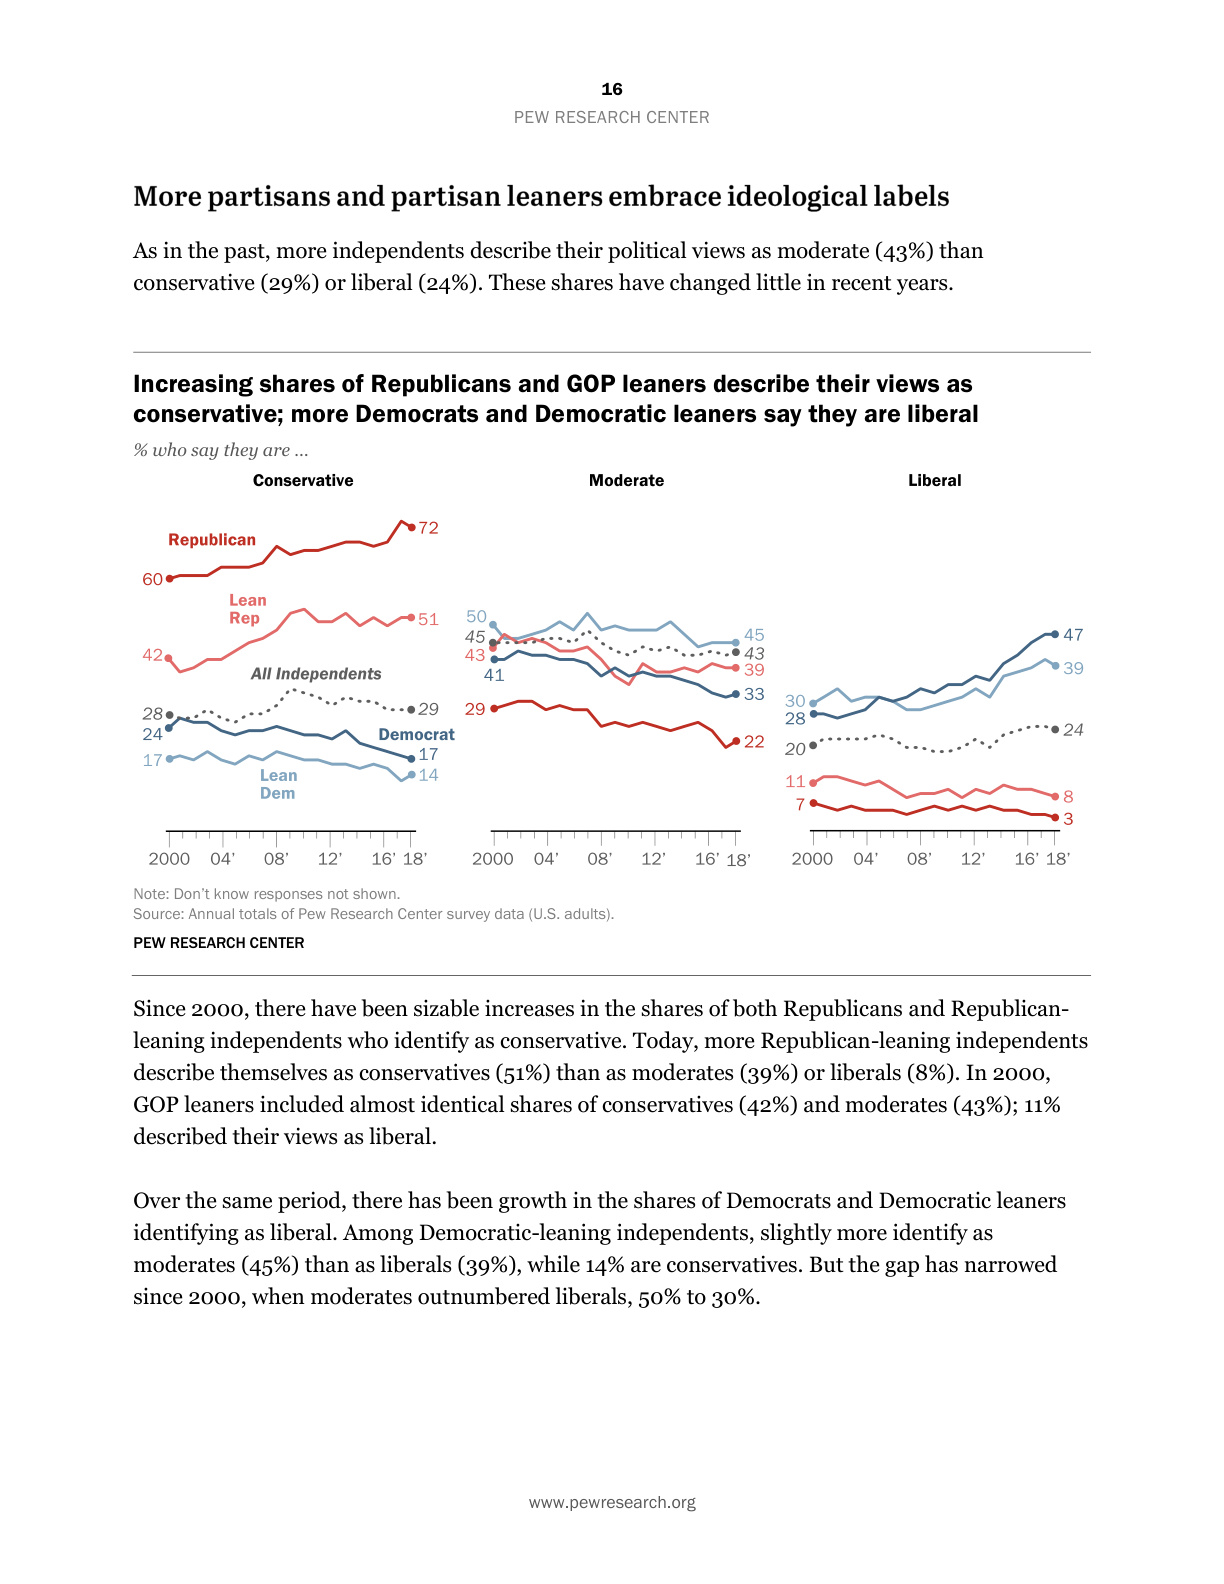 16
PEW RESEARCH CENTER
More partisans and partisan leaners embrace ideological labels
As in the past, more independents describe their political views as moderate (43%) than
conservative (29%) or liberal (24%). These shares have changed little in recent years.
Increasing shares of Republicans and GOP leaners describe their views as
conservative; more Democrats and Democratic leaners say they are liberal
% who say they are ...
Conservative
Republican
72
60
Lean
Rep
51
42
All Independents
28
29
24
Democrat
17
17
Lean
Dem
14
2000 04' 08' 12' 16' 18'
Moderate
50
45
45
43
43
39
41
33
29
22
2000 04' 08' 12' 16' 18'
Liberal
47
39
30
28
24
20
11
8
7
3
2000 04' 08' 12' 16' 18'
Note: Don't know responses not shown.
Source: Annual totals of Pew Research Center survey data (U.S. adults).
PEW RESEARCH CENTER
Since 2000, there have been sizable increases in the shares of both Republicans and Republican-
leaning independents who identify as conservative. Today, more Republican-leaning independents
describe themselves as conservatives (51%) than as moderates (39%) or liberals (8%). In 2000,
GOP leaners included almost identical shares of conservatives (42%) and moderates (43%); 11%
described their views as liberal.
Over the same period, there has been growth in the shares of Democrats and Democratic leaners
identifying as liberal. Among Democratic-leaning independents, slightly more identify as
moderates (45%) than as liberals (39%), while 14% are conservatives. But the gap has narrowed
since 2000, when moderates outnumbered liberals, 50% to 30%.
www.pewresearch.org